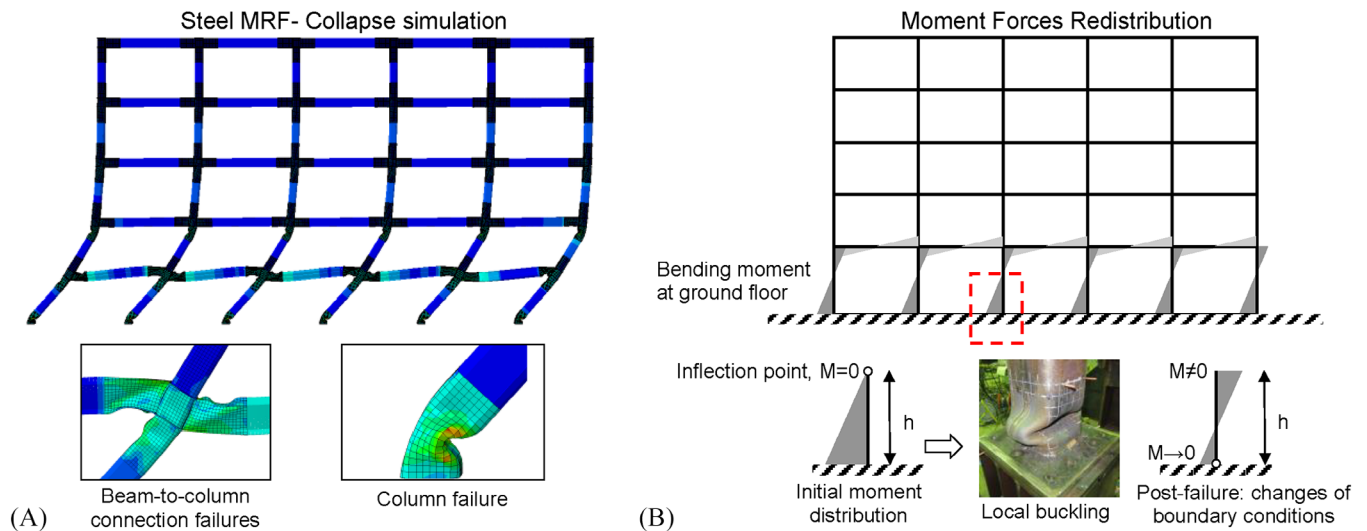 Steel MRF- Collapse simulation
Beam-to-column
connection failures
Column failure
(A)
Moment Forces Redistribution
Bending moment
at ground floor
Inflection point, M=0
h
Initial moment
distribution
Local buckling
M≠0
h
M→0
Post-failure: changes of
boundary conditions
(B)